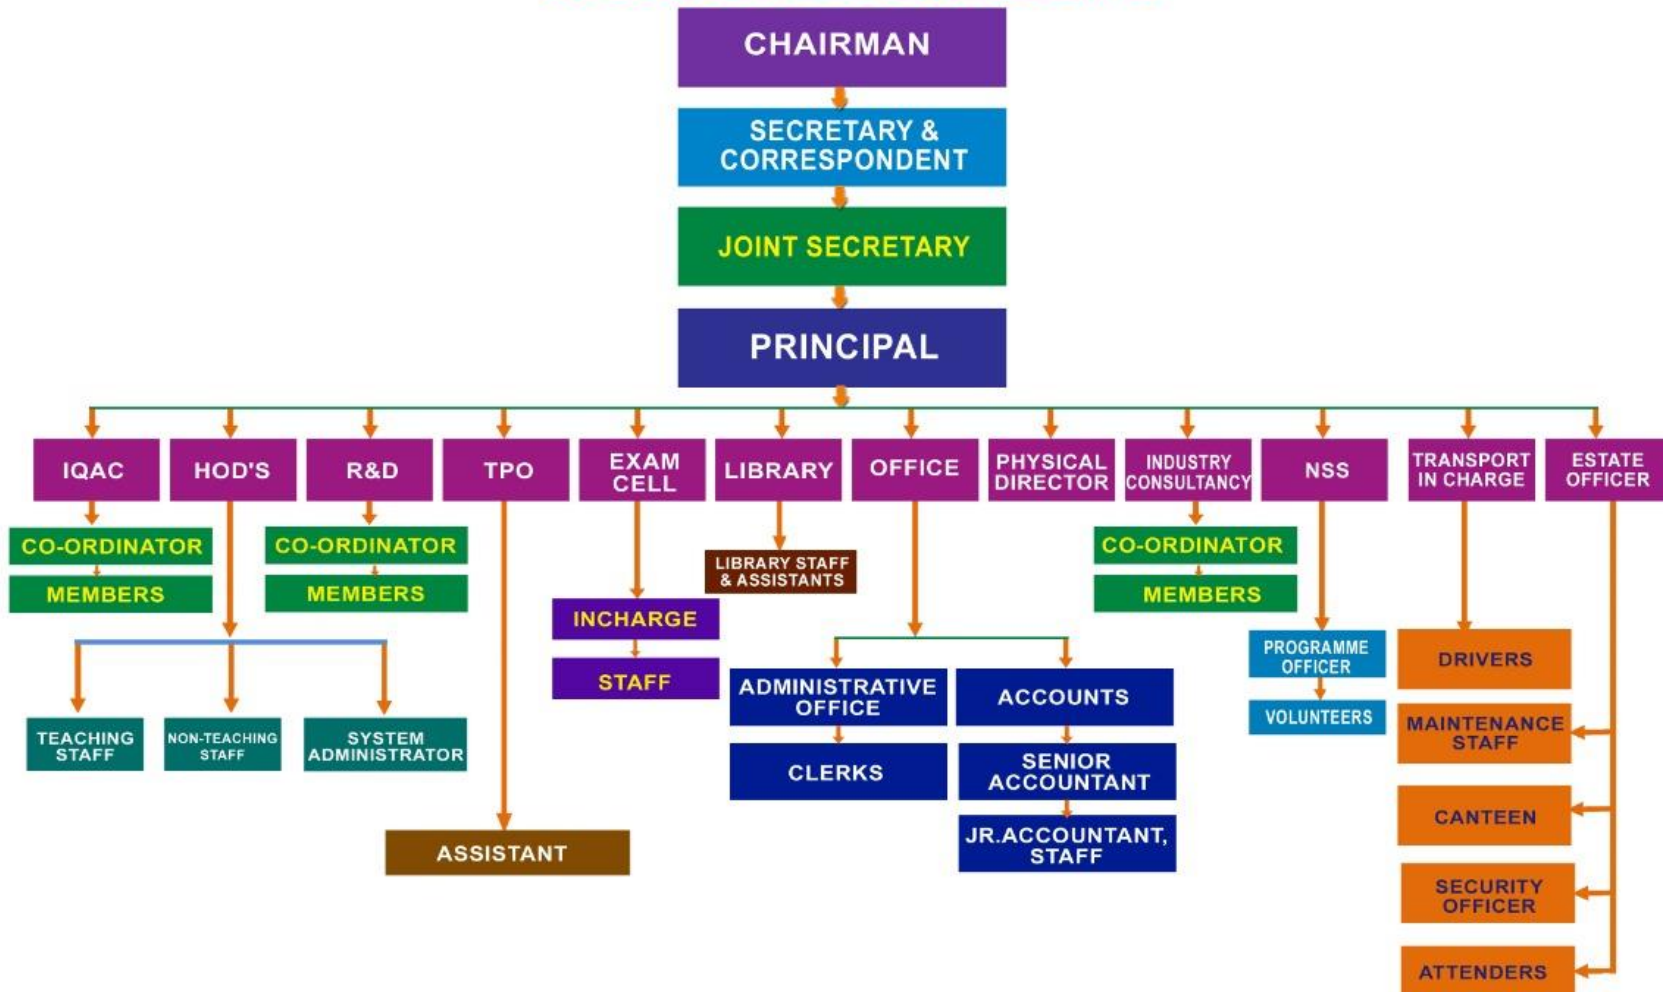 CHAIRMAN
SECRETARY &
CORRESPONDENT
JOINT SECRETARY
PRINCIPAL
IQAC
HOD'S
R&D
TPO
EXAM
CELL
LIBRARY
OFFICE
PHYSICAL
DIRECTOR
INDUSTRY
CONSULTANCY
NSS
TRANSPORT
IN CHARGE
ESTATE
OFFICER
CO-ORDINATOR
MEMBERS
CO-ORDINATOR
MEMBERS
LIBRARY STAFF
& ASSISTANTS
CO-ORDINATOR
MEMBERS
INCHARGE
STAFF
PROGRAMME
OFFICER
VOLUNTEERS
DRIVERS
MAINTENANCE
STAFF
CANTEEN
SECURITY
OFFICER
ATTENDERS
TEACHING
STAFF
NON-TEACHING
STAFF
SYSTEM
ADMINISTRATOR
ADMINISTRATIVE
OFFICE
CLERKS
ACCOUNTS
SENIOR
ACCOUNTANT
JR.ACCOUNTANT,
STAFF
ASSISTANT